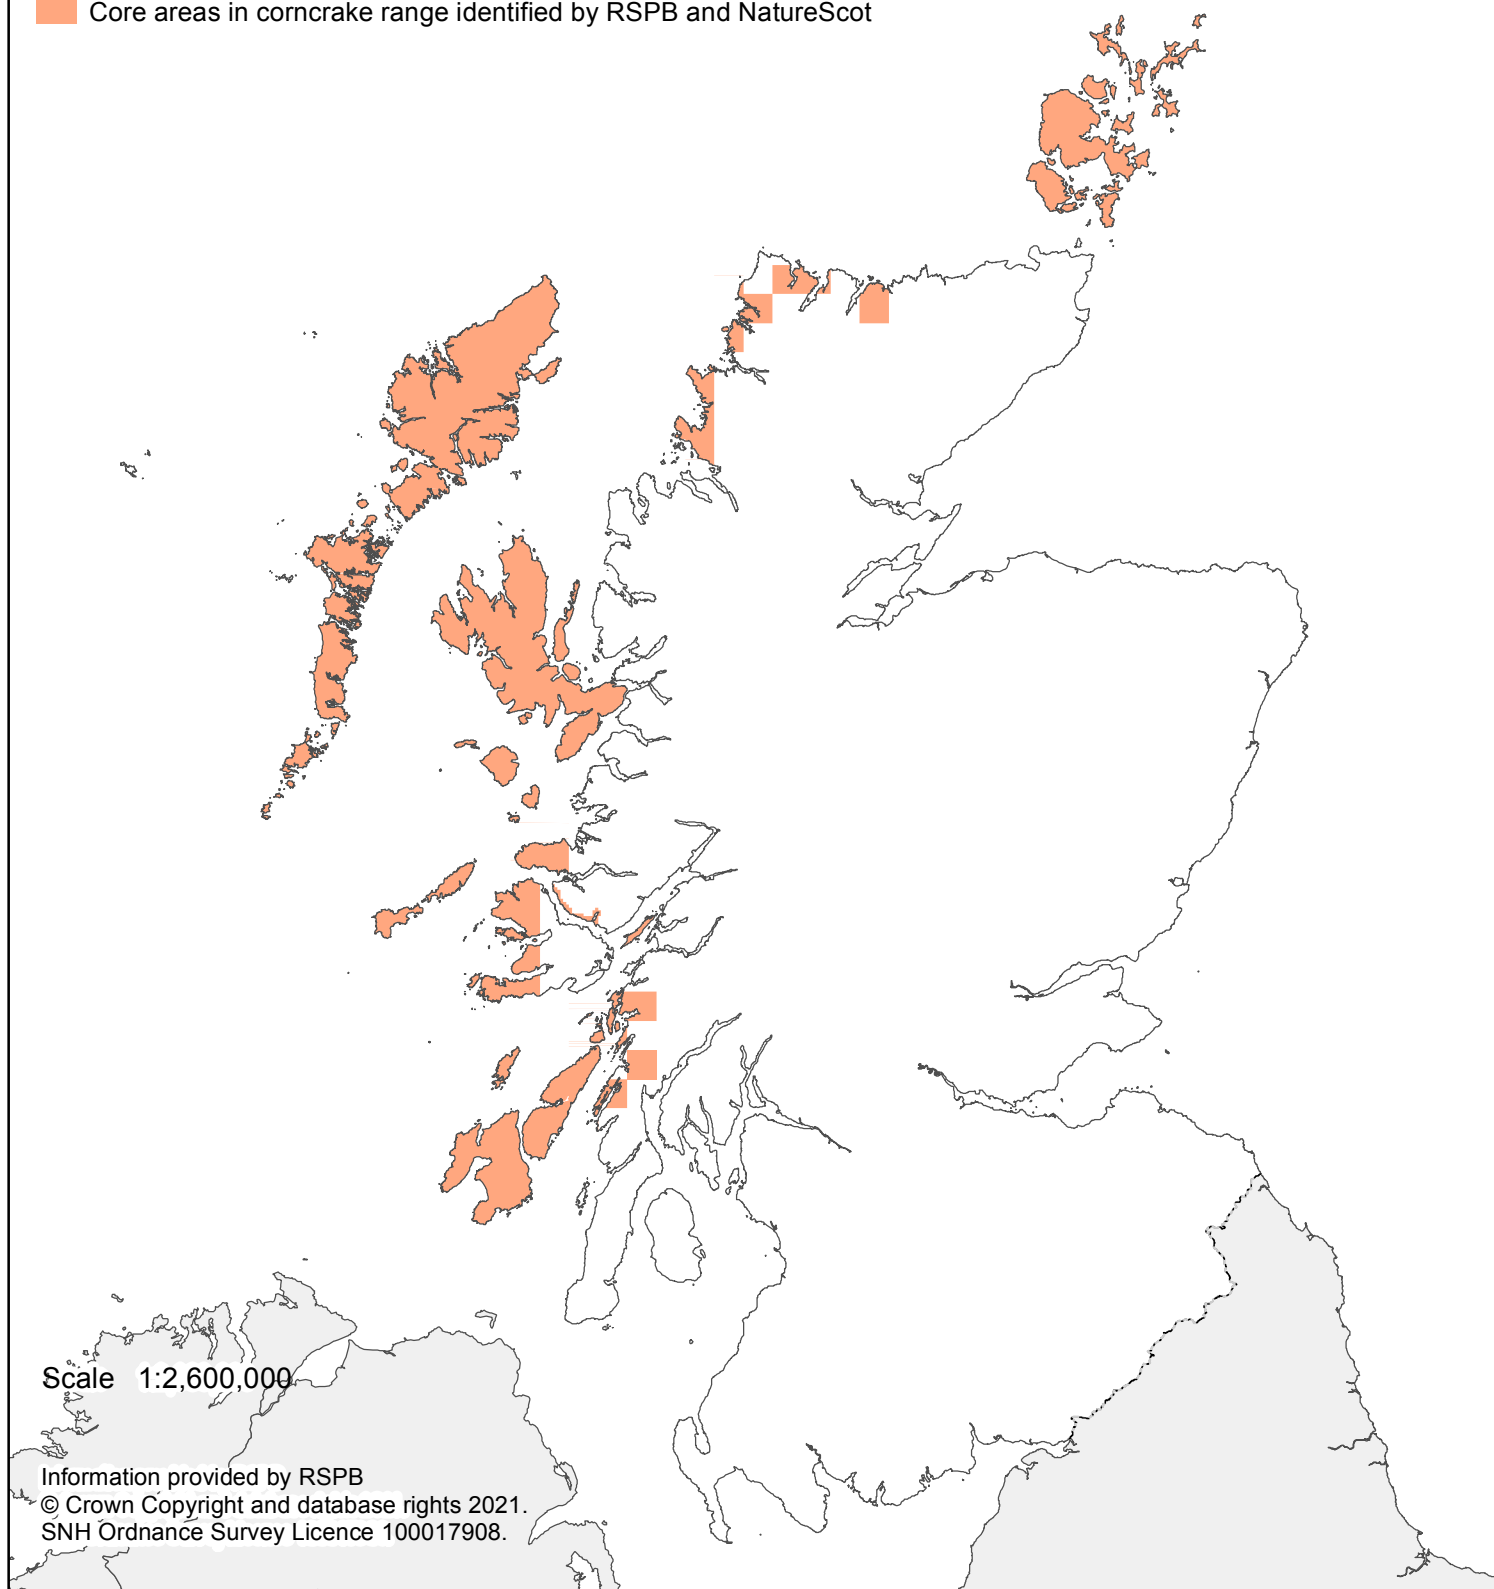 Core areas in corncrake range identified by RSPB and NatureScot
Scale 1:2,600,000
Information provided by RSPB
© Crown Copyright and database rights 2021.
SNH Ordnance Survey Licence 100017908.